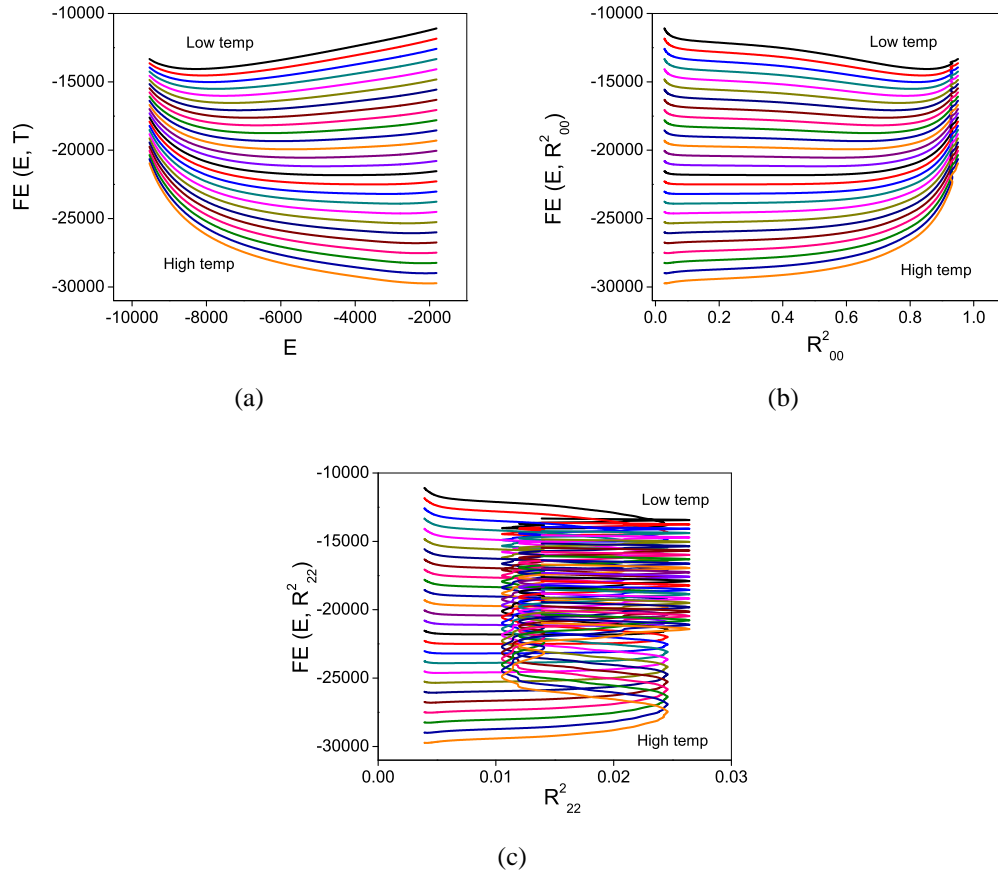 -10000
-15000
-20000
-25000
-30000
FE (E, T)
Low temp
High temp
-10000 -8000 -6000 -4000 -2000
E
(a)
-10000
-15000
-20000
-25000
-30000
FE (E, R²₀₀)
Low temp
High temp
0.0 0.2 0.4 0.6 0.8 1.0
R²₀₀
(b)
-10000
-15000
-20000
-25000
-30000
FE (E, R²₂₂)
Low temp
High temp
0.00 0.01 0.02 0.03
R²₂₂
(c)